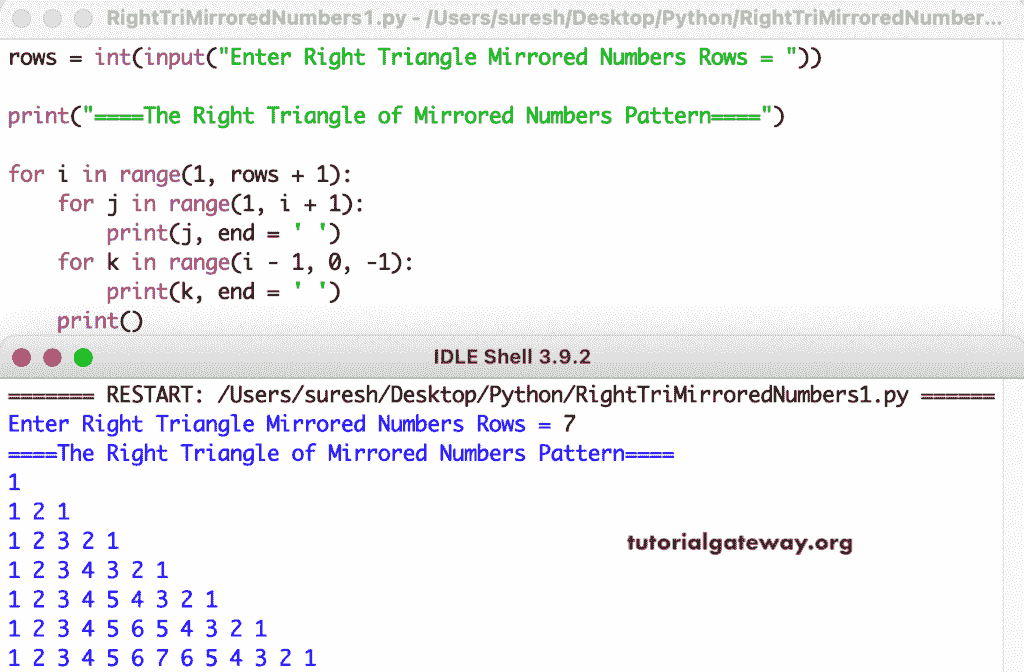 RightTriMirroredNumbers1.py - /Users/suresh/Desktop/Python/RightTriMirroredNumber...
rows = int(input("Enter Right Triangle Mirrored Numbers Rows = "))
print("====The Right Triangle of Mirrored Numbers Pattern====")
for i in range(1, rows + 1):
    for j in range(1, i + 1):
        print(j, end = ' ')
    for k in range(i - 1, 0, -1):
        print(k, end = ' ')
    print()
IDLE Shell 3.9.2
======= RESTART: /Users/suresh/Desktop/Python/RightTriMirroredNumbers1.py ======
Enter Right Triangle Mirrored Numbers Rows = 7
====The Right Triangle of Mirrored Numbers Pattern====
1
1 2 1
1 2 3 2 1
tutorialgateway.org
1 2 3 4 3 2 1
1 2 3 4 5 4 3 2 1
1 2 3 4 5 6 5 4 3 2 1
1 2 3 4 5 6 7 6 5 4 3 2 1